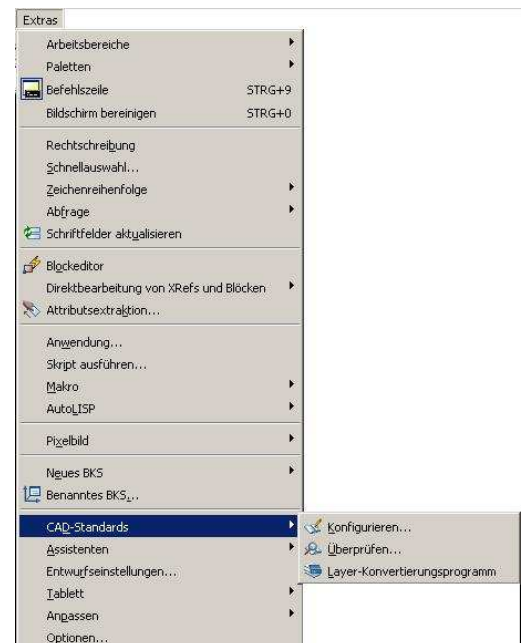 Extras
Arbeitsbereiche
Paletten
Befehlszeile STRG+9
Bildschirm bereinigen STRG+0
Rechtschreibung
Schnellauswahl...
Zeichenreihenfolge
Abfrage
Schriftfelder aktualisieren
Blockeditor
Direktbearbeitung von XRefs und Blöcken
Attributsextraktion...
Anwendung...
Skript ausführen...
Makro
AutoLISP
Pixelbild
Neues BKS
Benanntes BKS...
CAD-Standards
Konfigurieren...
Assistenten
Überprüfen...
Entwurfseinstellungen...
Layer-Konvertierungsprogramm
Tablett
Anpassen
Optionen...